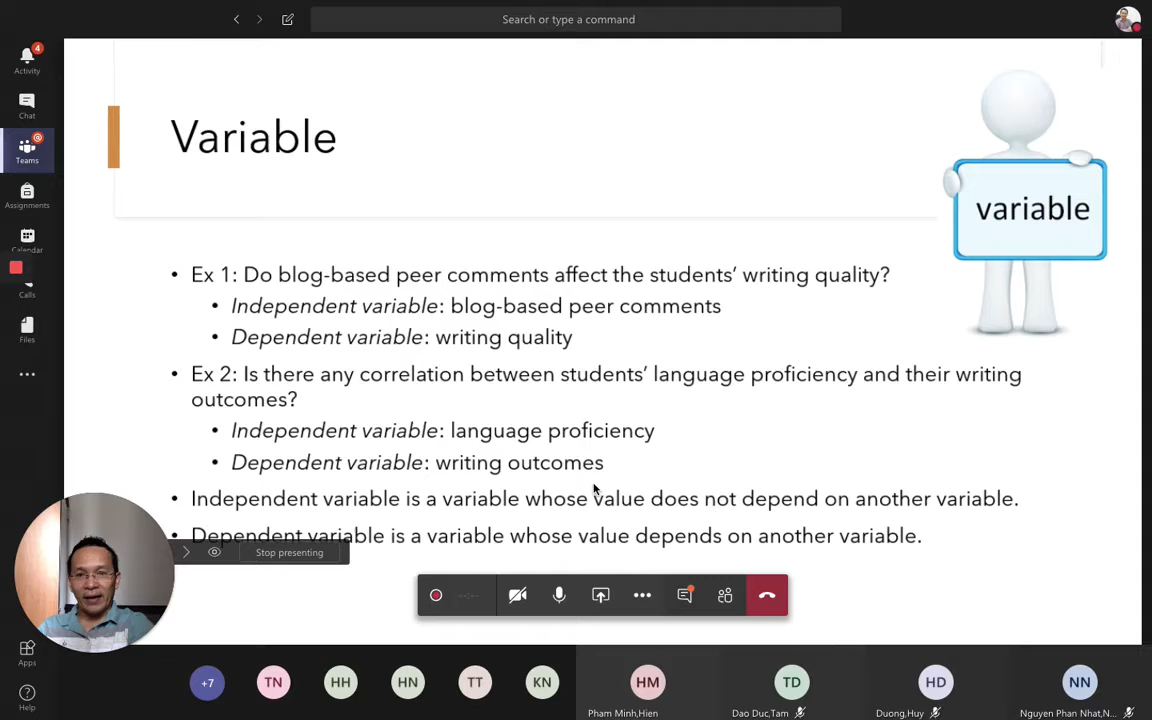 Search or type a command
4
Activity
Chat
Teams
Assignments
Calendar
Calls
Files
Variable
variable
• Ex 1: Do blog-based peer comments affect the students’ writing quality?
• Independent variable: blog-based peer comments
• Dependent variable: writing quality
• Ex 2: Is there any correlation between students’ language proficiency and their writing
outcomes?
• Independent variable: language proficiency
• Dependent variable: writing outcomes
• Independent variable is a variable whose value does not depend on another variable.
• Dependent variable is a variable whose value depends on another variable.
Stop presenting
--:--
Apps
Help
+7
TN
HH
HN
TT
KN
HM
TD
HD
NN
Pham Minh,Hien
Dao Duc,Tam
Duong,Huy
Nguyen Phan Nhat,N...